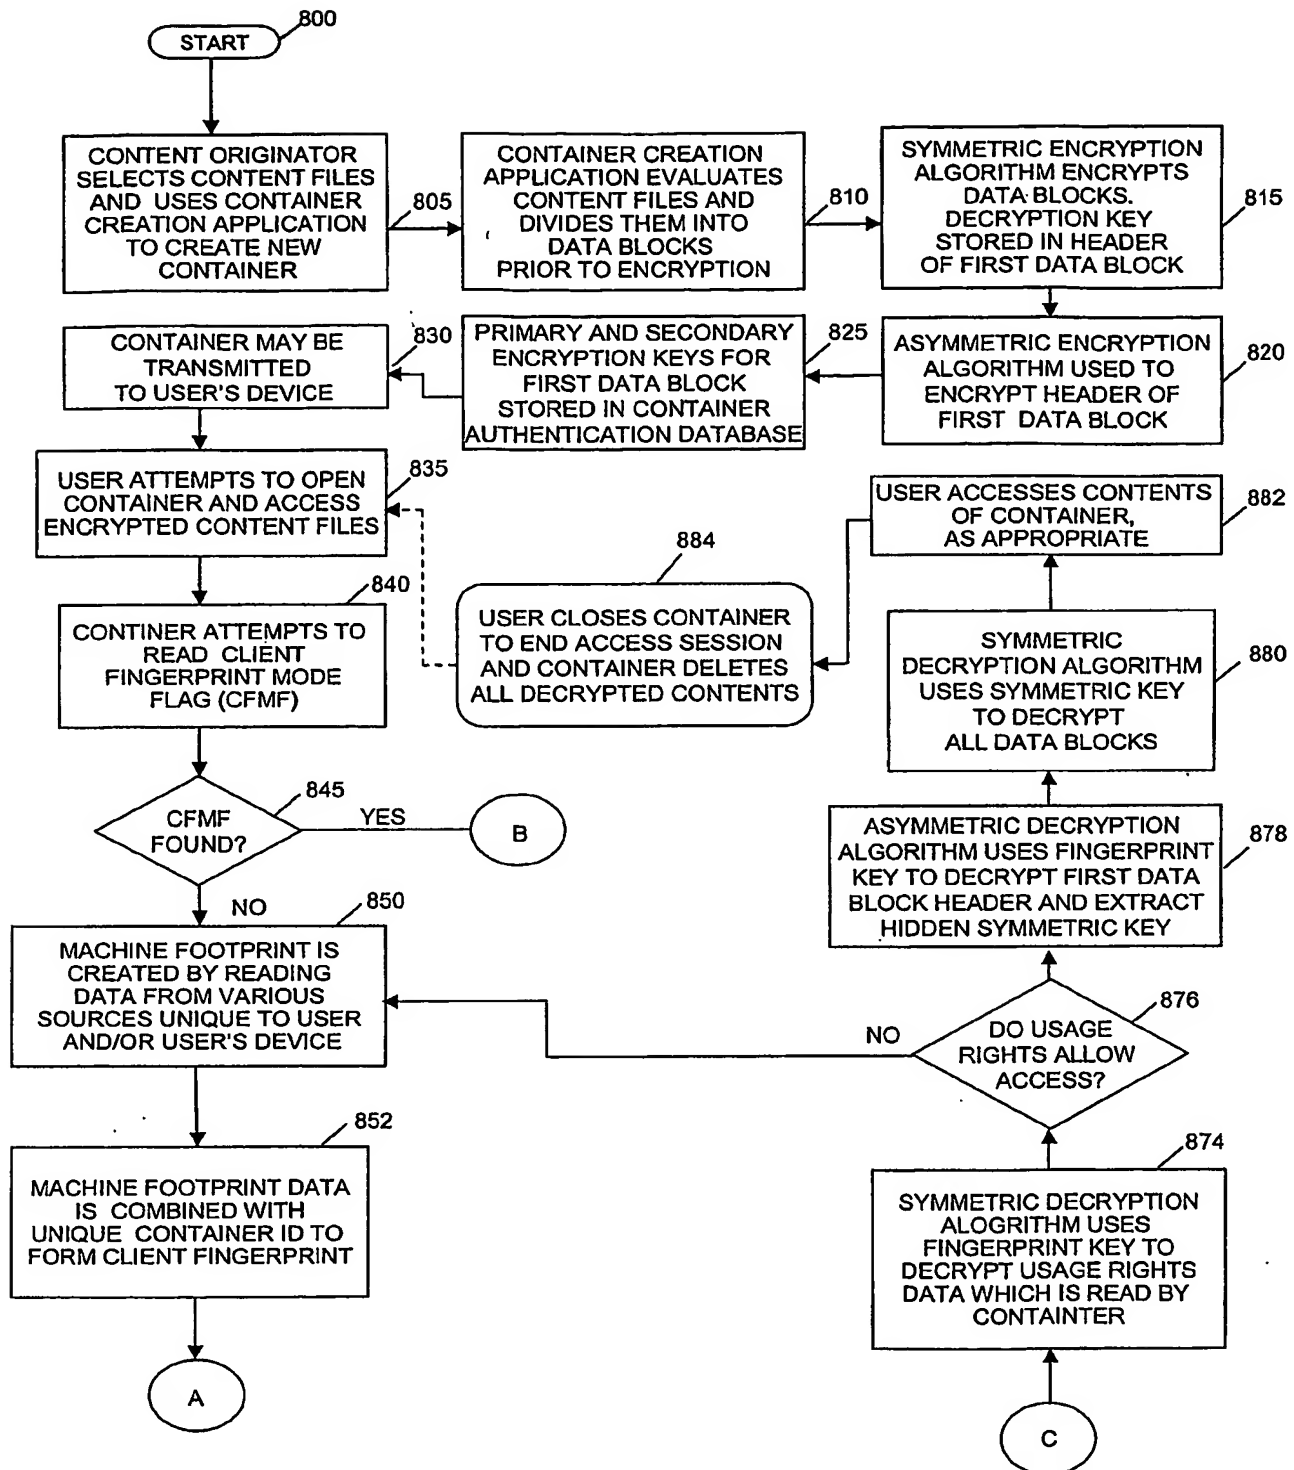 800
START
CONTENT ORIGINATOR
SELECTS CONTENT FILES
AND USES CONTAINER
CREATION APPLICATION
TO CREATE NEW
CONTAINER
805
CONTAINER CREATION
APPLICATION EVALUATES
CONTENT FILES AND
DIVIDES THEM INTO
DATA BLOCKS
PRIOR TO ENCRYPTION
810
SYMMETRIC ENCRYPTION
ALGORITHM ENCRYPTS
DATA BLOCKS.
DECRYPTION KEY
STORED IN HEADER
OF FIRST DATA BLOCK
815
ASYMMETRIC ENCRYPTION
ALGORITHM USED TO
ENCRYPT HEADER OF
FIRST DATA BLOCK
820
PRIMARY AND SECONDARY
ENCRYPTION KEYS FOR
FIRST DATA BLOCK
STORED IN CONTAINER
AUTHENTICATION DATABASE
825
CONTAINER MAY BE
TRANSMITTED
TO USER'S DEVICE
830
USER ATTEMPTS TO OPEN
CONTAINER AND ACCESS
ENCRYPTED CONTENT FILES
835
CONTINER ATTEMPTS TO
READ CLIENT
FINGERPRINT MODE
FLAG (CFMF)
840
CFMF
FOUND?
845
YES
B
NO
MACHINE FOOTPRINT IS
CREATED BY READING
DATA FROM VARIOUS
SOURCES UNIQUE TO USER
AND/OR USER'S DEVICE
850
MACHINE FOOTPRINT DATA
IS COMBINED WITH
UNIQUE CONTAINER ID TO
FORM CLIENT FINGERPRINT
852
A
C
SYMMETRIC DECRYPTION
ALOGRITHM USES
FINGERPRINT KEY TO
DECRYPT USAGE RIGHTS
DATA WHICH IS READ BY
CONTAINTER
874
DO USAGE
RIGHTS ALLOW
ACCESS?
876
NO
ASYMMETRIC DECRYPTION
ALGORITHM USES FINGERPRINT
KEY TO DECRYPT FIRST DATA
BLOCK HEADER AND EXTRACT
HIDDEN SYMMETRIC KEY
878
SYMMETRIC
DECRYPTION ALGORITHM
USES SYMMETRIC KEY
TO DECRYPT
ALL DATA BLOCKS
880
USER ACCESSES CONTENTS
OF CONTAINER,
AS APPROPRIATE
882
USER CLOSES CONTAINER
TO END ACCESS SESSION
AND CONTAINER DELETES
ALL DECRYPTED CONTENTS
884